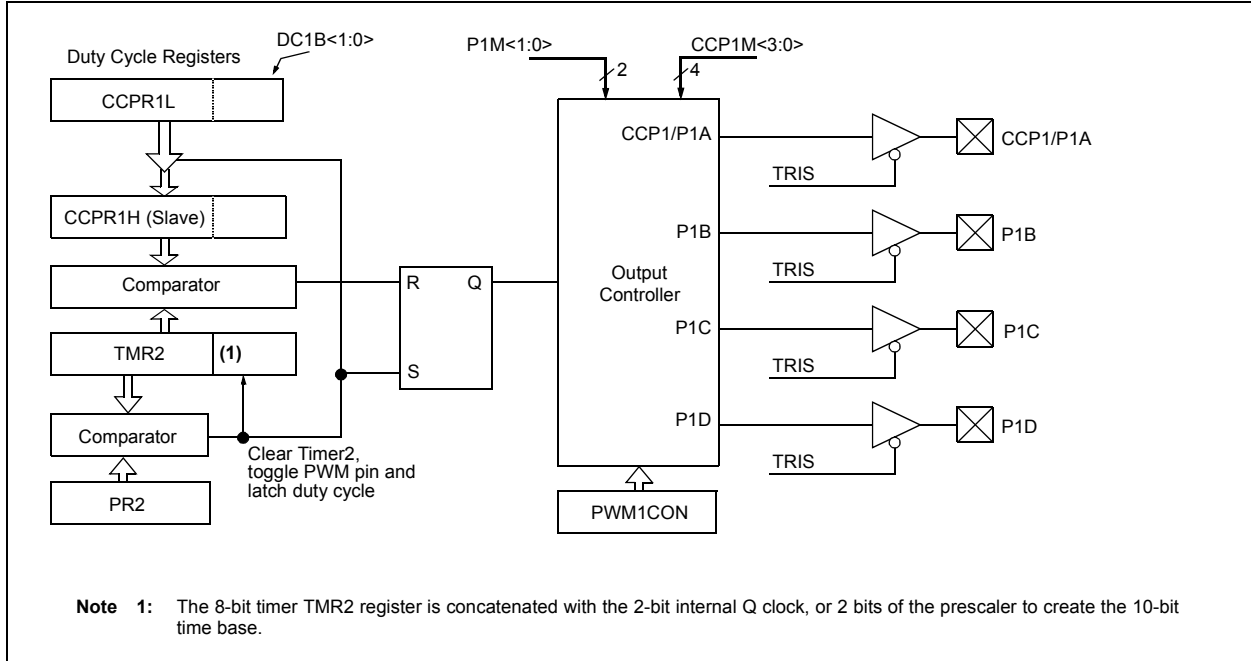 DC1B<1:0>
Duty Cycle Registers
CCPR1L
CCPR1H (Slave)
Comparator
TMR2
(1)
Comparator
PR2
Clear Timer2,
toggle PWM pin and
latch duty cycle
R
Q
S
P1M<1:0>
2
CCP1M<3:0>
4
Output
Controller
CCP1/P1A
P1B
P1C
P1D
PWM1CON
TRIS
CCP1/P1A
TRIS
P1B
TRIS
P1C
TRIS
P1D
Note 1: The 8-bit timer TMR2 register is concatenated with the 2-bit internal Q clock, or 2 bits of the prescaler to create the 10-bit
time base.